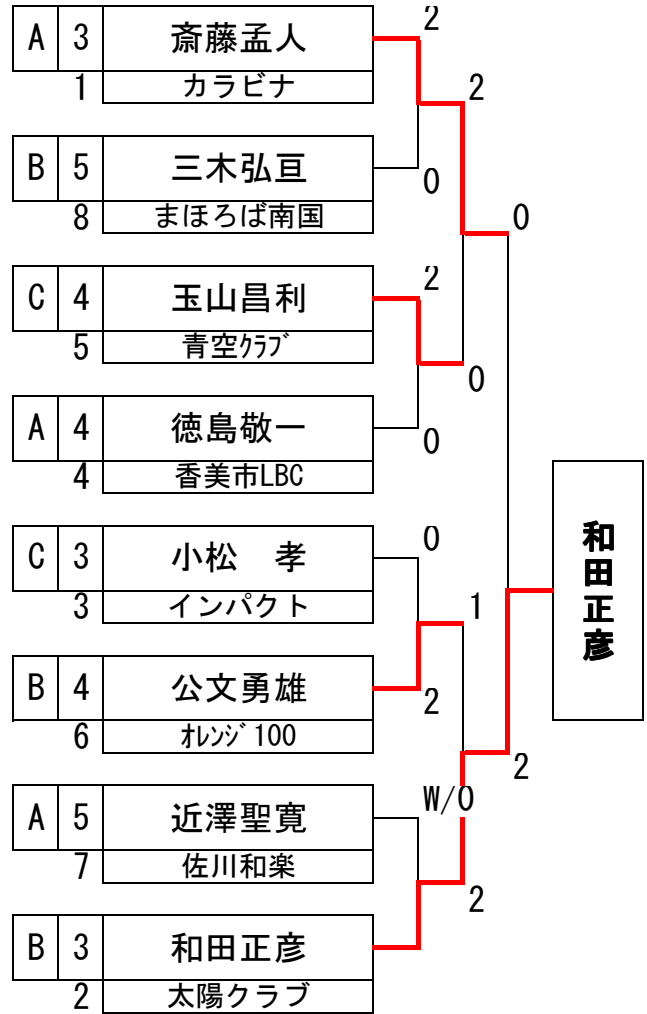 A 3 斎藤孟人
1 カラビナ
2
2
0
B 5 三木弘亘
8 まほろば南国
0
C 4 玉山昌利
5 青空ｸﾗﾌﾞ
2
0
A 4 徳島敬一
4 香美市LBC
0
C 3 小松　孝
3 インパクト
0
1
B 4 公文勇雄
6 ｵﾚﾝｼﾞ100
2
2
W/O
A 5 近澤聖寛
7 佐川和楽
2
B 3 和田正彦
2 太陽クラブ
和田正彦